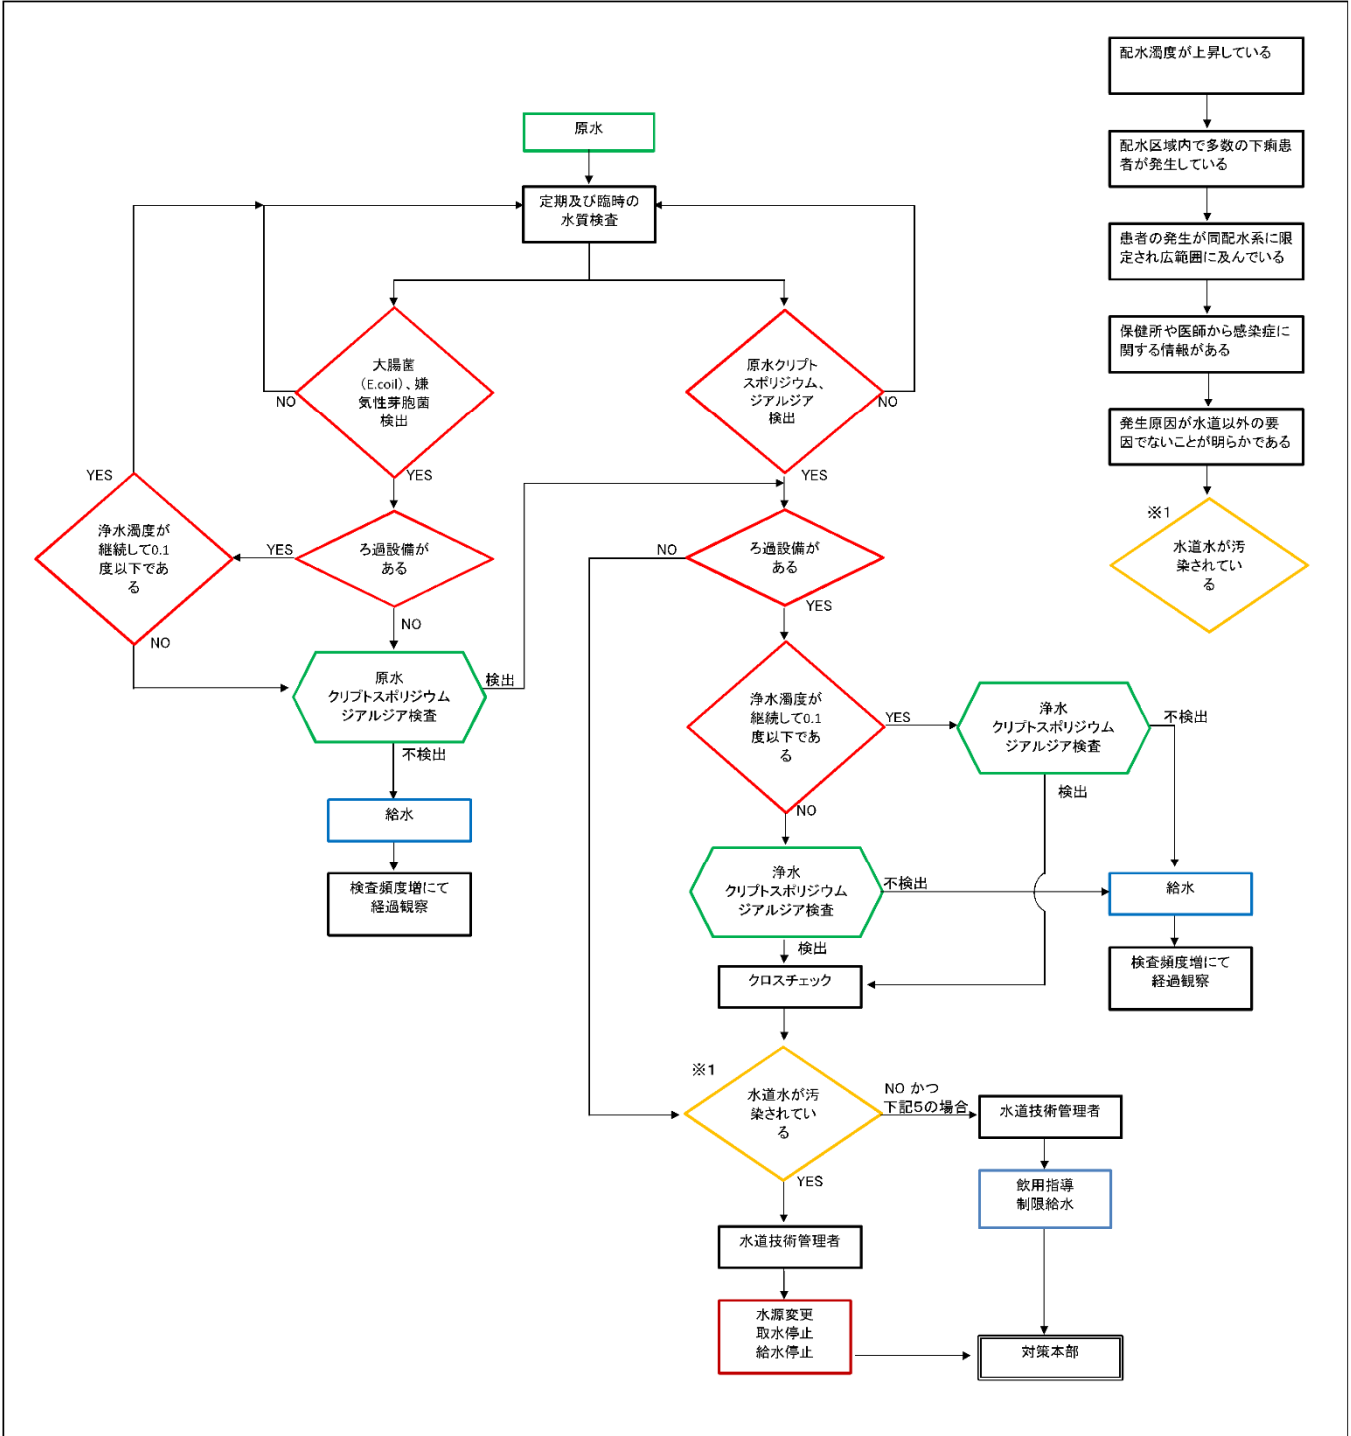 原水
定期及び臨時の
水質検査
大腸菌
（E.coil）、嫌
気性芽胞菌
検出
NO
YES
原水クリプト
スポリジウム、
ジアルジア
検出
NO
YES
YES
浄水濁度が
継続して0.1
度以下であ
る
NO
YES
ろ過設備が
ある
NO
原水
クリプトスポリジウム
ジアルジア検査
検出
不検出
給水
検査頻度増にて
経過観察
NO
ろ過設備が
ある
YES
浄水濁度が
継続して0.1
度以下であ
る
YES
NO
浄水
クリプトスポリジウム
ジアルジア検査
不検出
検出
浄水
クリプトスポリジウム
ジアルジア検査
不検出
検出
給水
検査頻度増にて
経過観察
クロスチェック
※1
水道水が汚
染されてい
る
NO かつ
下記5の場合
YES
水道技術管理者
飲用指導
制限給水
水道技術管理者
水源変更
取水停止
給水停止
対策本部
配水濁度が上昇している
配水区域内で多数の下痢患
者が発生している
患者の発生が同配水系に限
定され広範囲に及んでいる
保健所や医師から感染症に
関する情報がある
発生原因が水道以外の要
因でないことが明らかである
※1
水道水が汚
染されてい
る